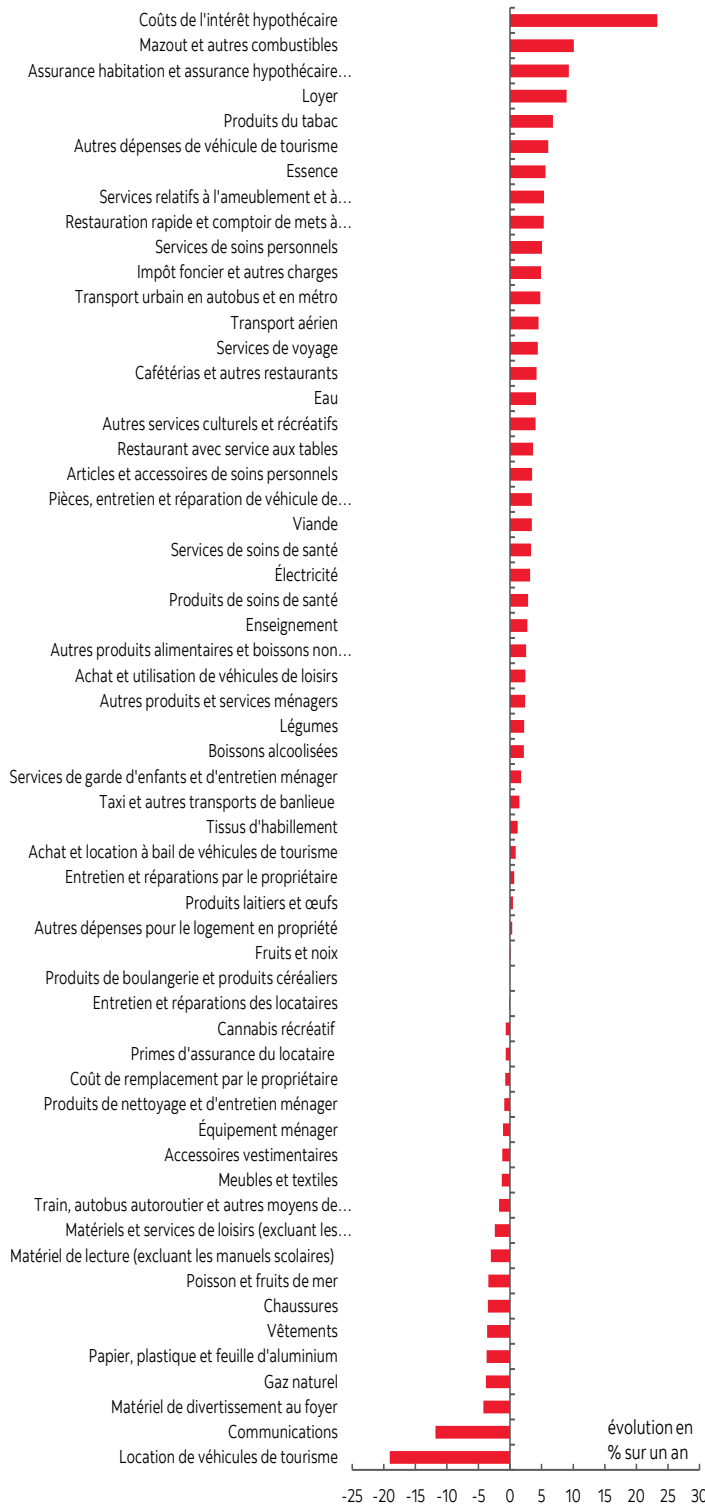 Coûts de l'intérêt hypothécaire
Mazout et autres combustibles
Assurance habitation et assurance hypothécaire…
Loyer
Produits du tabac
Autres dépenses de véhicule de tourisme
Essence
Services relatifs à l'ameublement et à…
Restauration rapide et comptoir de mets à…
Services de soins personnels
Impôt foncier et autres charges
Transport urbain en autobus et en métro
Transport aérien
Services de voyage
Cafétérias et autres restaurants
Eau
Autres services culturels et récréatifs
Restaurant avec service aux tables
Articles et accessoires de soins personnels
Pièces, entretien et réparation de véhicule de…
Viande
Services de soins de santé
Électricité
Produits de soins de santé
Enseignement
Autres produits alimentaires et boissons non…
Achat et utilisation de véhicules de loisirs
Autres produits et services ménagers
Légumes
Boissons alcoolisées
Services de garde d'enfants et d'entretien ménager
Taxi et autres transports de banlieue
Tissus d'habillement
Achat et location à bail de véhicules de tourisme
Entretien et réparations par le propriétaire
Produits laitiers et œufs
Autres dépenses pour le logement en propriété
Fruits et noix
Produits de boulangerie et produits céréaliers
Entretien et réparations des locataires
Cannabis récréatif
Primes d'assurance du locataire
Coût de remplacement par le propriétaire
Produits de nettoyage et d'entretien ménager
Équipement ménager
Accessoires vestimentaires
Meubles et textiles
Train, autobus autoroutier et autres moyens de…
Matériels et services de loisirs (excluant les…
Matériel de lecture (excluant les manuels scolaires)
Poisson et fruits de mer
Chaussures
Vêtements
Papier, plastique et feuille d'aluminium
Gaz naturel
Matériel de divertissement au foyer
Communications
Location de véhicules de tourisme
évolution en
% sur un an
-25 -20 -15 -10 -5 0 5 10 15 20 25 30